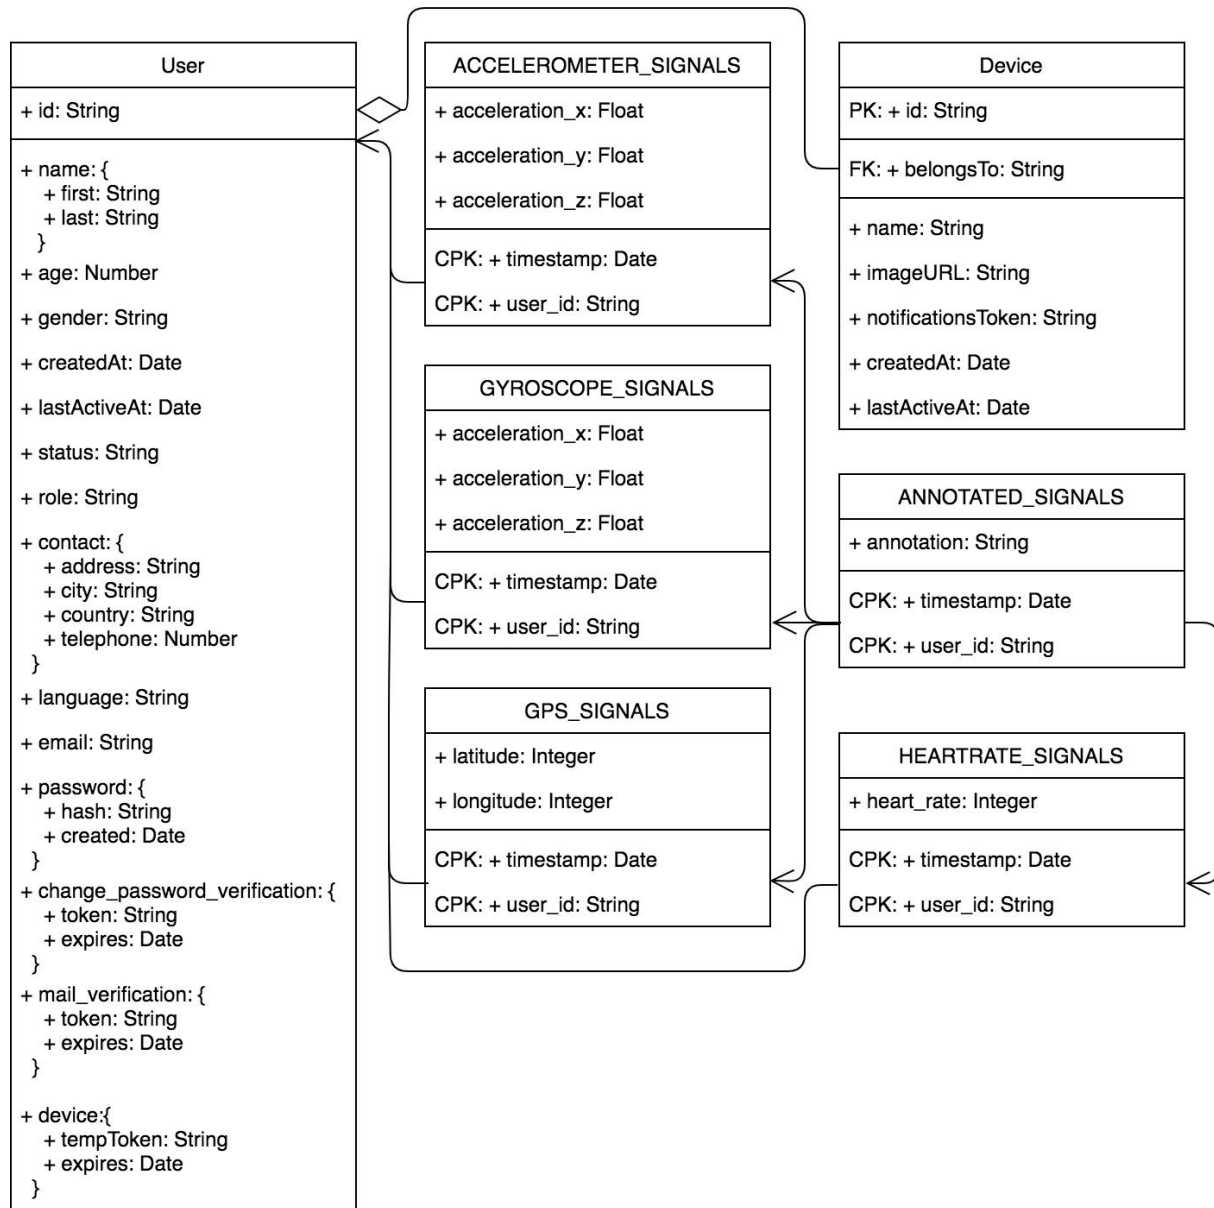 User
+ id: String
+ name: {
+ first: String
+ last: String
}
+ age: Number
+ gender: String
+ createdAt: Date
+ lastActiveAt: Date
+ status: String
+ role: String
+ contact: {
+ address: String
+ city: String
+ country: String
+ telephone: Number
}
+ language: String
+ email: String
+ password: {
+ hash: String
+ created: Date
}
+ change_password_verification: {
+ token: String
+ expires: Date
}
+ mail_verification: {
+ token: String
+ expires: Date
}
+ device:{
+ tempToken: String
+ expires: Date
}
ACCELEROMETER_SIGNALS
+ acceleration_x: Float
+ acceleration_y: Float
+ acceleration_z: Float
CPK: + timestamp: Date
CPK: + user_id: String
GYROSCOPE_SIGNALS
+ acceleration_x: Float
+ acceleration_y: Float
+ acceleration_z: Float
CPK: + timestamp: Date
CPK: + user_id: String
GPS_SIGNALS
+ latitude: Integer
+ longitude: Integer
CPK: + timestamp: Date
CPK: + user_id: String
Device
PK: + id: String
FK: + belongsTo: String
+ name: String
+ imageURL: String
+ notificationsToken: String
+ createdAt: Date
+ lastActiveAt: Date
ANNOTATED_SIGNALS
+ annotation: String
CPK: + timestamp: Date
CPK: + user_id: String
HEARTRATE_SIGNALS
+ heart_rate: Integer
CPK: + timestamp: Date
CPK: + user_id: String